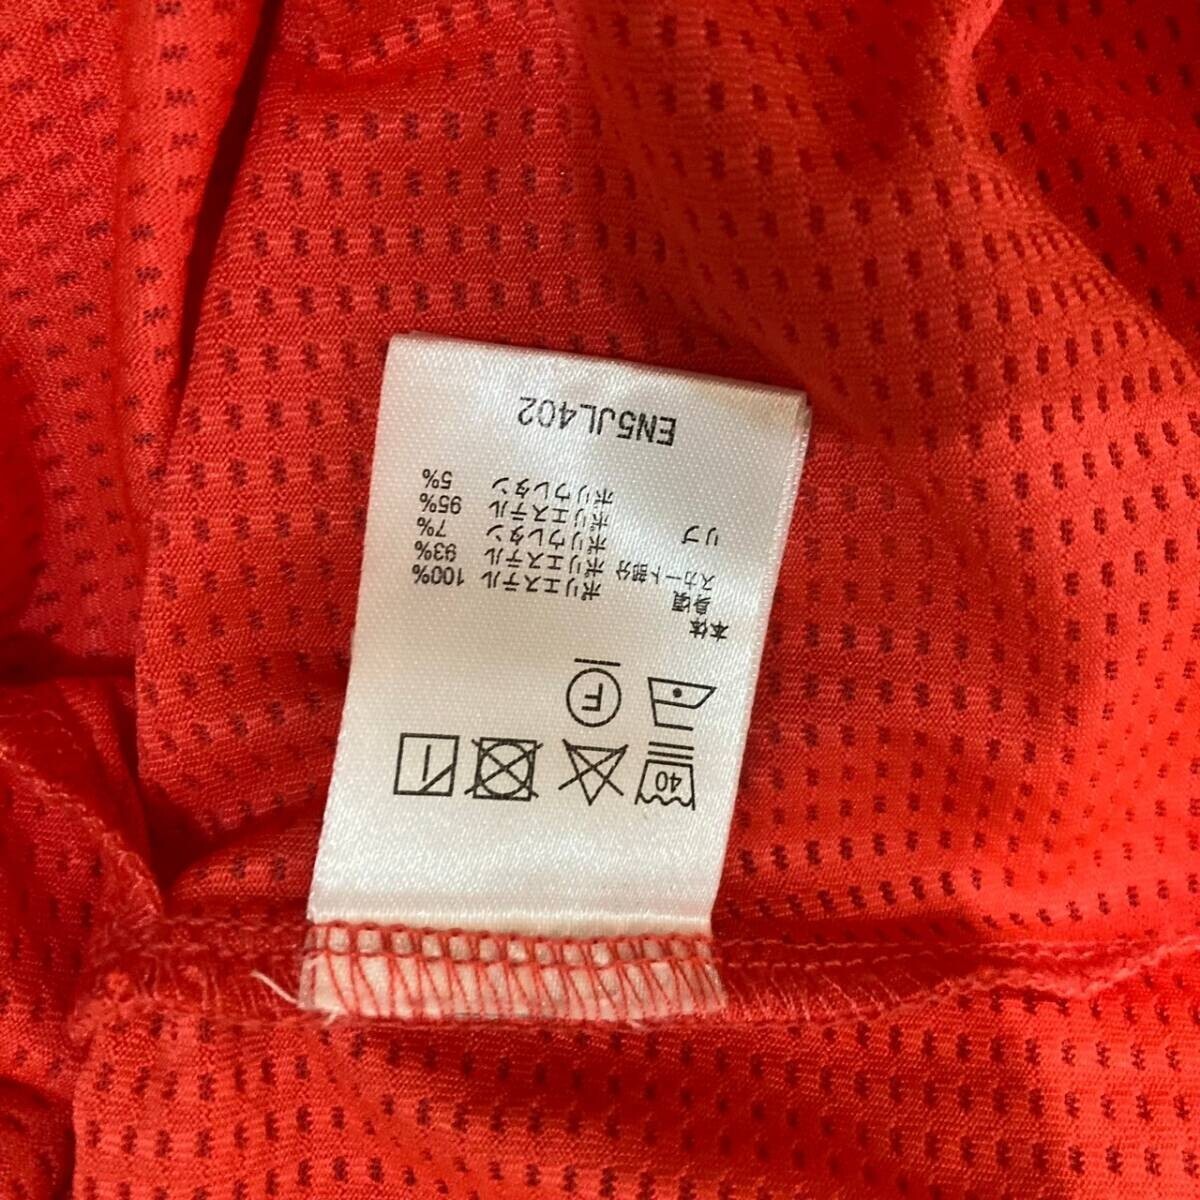 40
F
本体
身頃 ポリエステル 100%
スカート部分 ポリエステル 93%
ポリウレタン 7%
リブ ポリエステル 95%
ポリウレタン 5%
EN5JL402